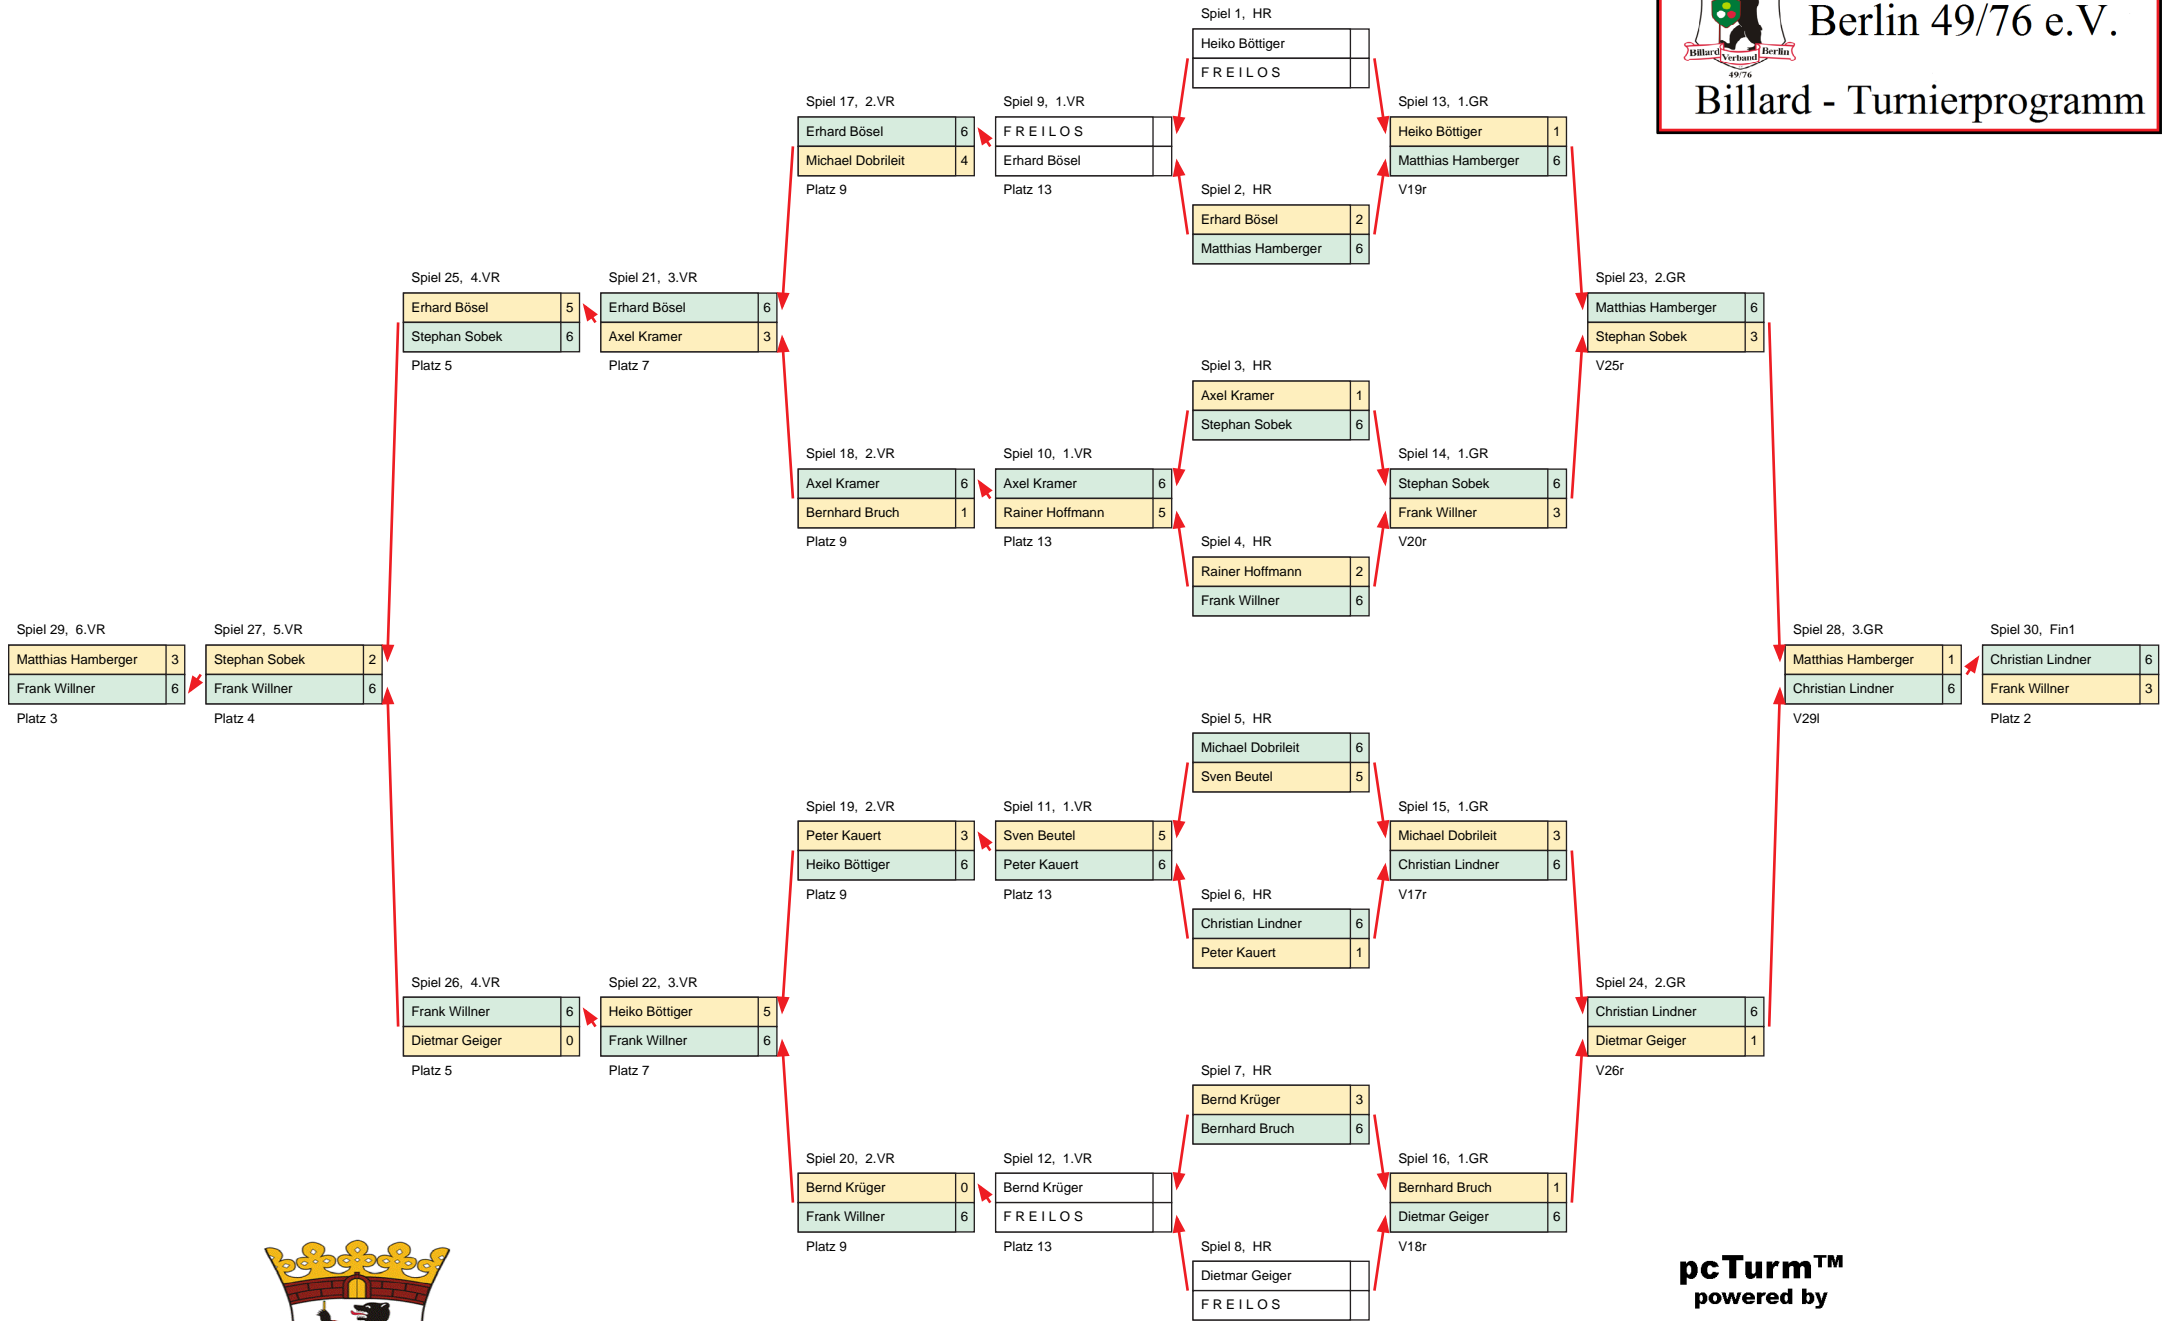 Spiel 1, HR
Heiko Böttiger
F R E I L O S
Berlin 49/76 e.V.
Billard Verband Berlin
49/76
Billard - Turnierprogramm
Spiel 17, 2.VR
Erhard Bösel 6
Michael Dobrileit 4
Platz 9
Spiel 9, 1.VR
F R E I L O S
Erhard Bösel
Platz 13
Spiel 13, 1.GR
Heiko Böttiger 1
Matthias Hamberger 6
V19r
Spiel 2, HR
Erhard Bösel 2
Matthias Hamberger 6
Spiel 25, 4.VR
Erhard Bösel 5
Stephan Sobek 6
Platz 5
Spiel 21, 3.VR
Erhard Bösel 6
Axel Kramer 3
Platz 7
Spiel 23, 2.GR
Matthias Hamberger 6
Stephan Sobek 3
V25r
Spiel 3, HR
Axel Kramer 1
Stephan Sobek 6
Spiel 18, 2.VR
Axel Kramer 6
Bernhard Bruch 1
Platz 9
Spiel 10, 1.VR
Axel Kramer 6
Rainer Hoffmann 5
Platz 13
Spiel 14, 1.GR
Stephan Sobek 6
Frank Willner 3
V20r
Spiel 4, HR
Rainer Hoffmann 2
Frank Willner 6
Spiel 29, 6.VR
Matthias Hamberger 3
Frank Willner 6
Platz 3
Spiel 27, 5.VR
Stephan Sobek 2
Frank Willner 6
Platz 4
Spiel 28, 3.GR
Matthias Hamberger 1
Christian Lindner 6
V29l
Spiel 30, Fin1
Christian Lindner 6
Frank Willner 3
Platz 2
Spiel 5, HR
Michael Dobrileit 6
Sven Beutel 5
Spiel 19, 2.VR
Peter Kauert 3
Heiko Böttiger 6
Platz 9
Spiel 11, 1.VR
Sven Beutel 5
Peter Kauert 6
Platz 13
Spiel 15, 1.GR
Michael Dobrileit 3
Christian Lindner 6
V17r
Spiel 6, HR
Christian Lindner 6
Peter Kauert 1
Spiel 26, 4.VR
Frank Willner 6
Dietmar Geiger 0
Platz 5
Spiel 22, 3.VR
Heiko Böttiger 5
Frank Willner 6
Platz 7
Spiel 24, 2.GR
Christian Lindner 6
Dietmar Geiger 1
V26r
Spiel 7, HR
Bernd Krüger 3
Bernhard Bruch 6
Spiel 20, 2.VR
Bernd Krüger 0
Frank Willner 6
Platz 9
Spiel 12, 1.VR
Bernd Krüger
F R E I L O S
Platz 13
Spiel 16, 1.GR
Bernhard Bruch 1
Dietmar Geiger 6
V18r
Spiel 8, HR
Dietmar Geiger
F R E I L O S
pcTurm™
powered by